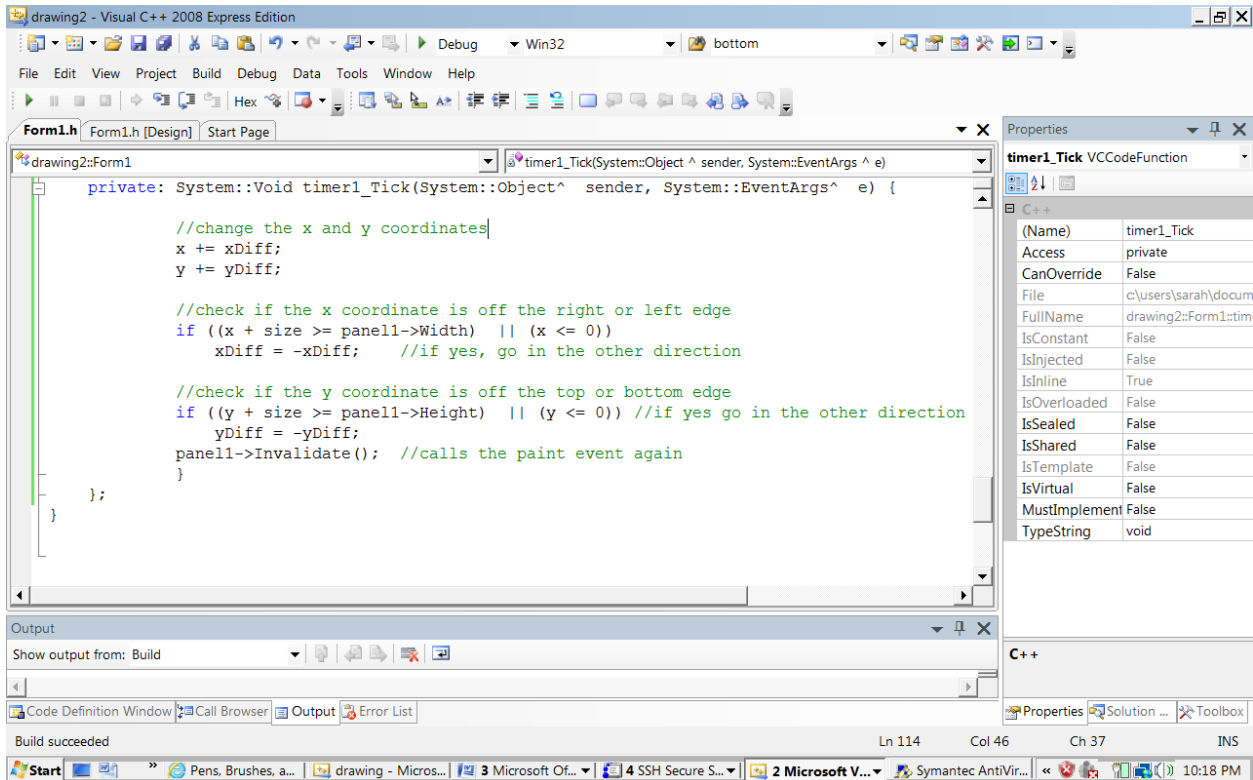 drawing2 - Visual C++ 2008 Express Edition
Debug Win32 bottom
File Edit View Project Build Debug Data Tools Window Help
Hex
Form1.h Form1.h [Design] Start Page
drawing2::Form1 timer1_Tick(System::Object ^ sender, System::EventArgs ^ e)
private: System::Void timer1_Tick(System::Object^  sender, System::EventArgs^  e) {
//change the x and y coordinates
x += xDiff;
y += yDiff;
//check if the x coordinate is off the right or left edge
if ((x + size >= panel1->Width)  || (x <= 0))
xDiff = -xDiff;    //if yes, go in the other direction
//check if the y coordinate is off the top or bottom edge
if ((y + size >= panel1->Height)  || (y <= 0)) //if yes go in the other direction
yDiff = -yDiff;
panel1->Invalidate();  //calls the paint event again
}
};
}
Properties
timer1_Tick VCCodeFunction
C++
(Name) timer1_Tick
Access private
CanOverride False
File c:\users\sarah\docum
FullName drawing2::Form1::tim
IsConstant False
IsInjected False
IsInline True
IsOverloaded False
IsSealed False
IsShared False
IsTemplate False
IsVirtual False
MustImplement False
TypeString void
C++
Output
Show output from: Build
Code Definition Window Call Browser Output Error List
Properties Solution ... Toolbox
Build succeeded Ln 114 Col 46 Ch 37 INS
Start » Pens, Brushes, a... drawing - Micros... 3 Microsoft Of... 4 SSH Secure S... 2 Microsoft V... Symantec AntiVir... « 10:18 PM